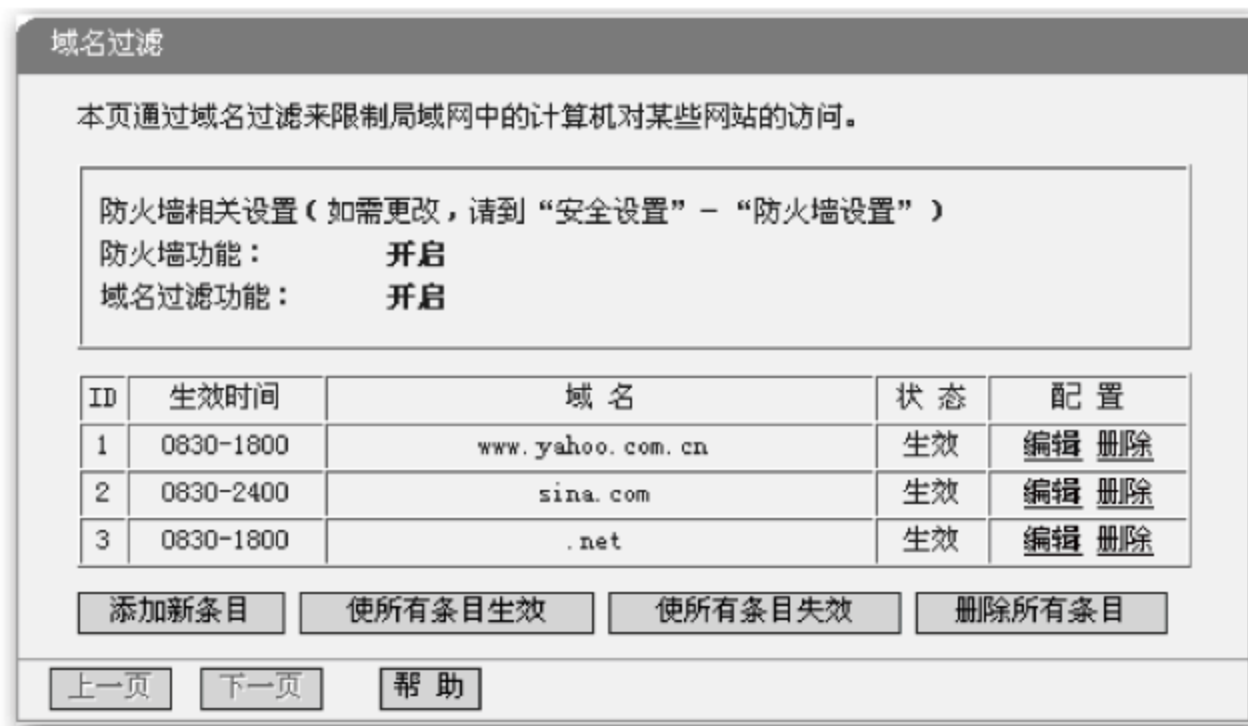 域名过滤
本页通过域名过滤来限制局域网中的计算机对某些网站的访问。
防火墙相关设置(如需更改,请到“安全设置”-“防火墙设置”)
防火墙功能: 开启
域名过滤功能: 开启
ID 生效时间 域 名 状 态 配 置
1 0830-1800 www.yahoo.com.cn 生效 编辑 删除
2 0830-2400 sina.com 生效 编辑 删除
3 0830-1800 .net 生效 编辑 删除
添加新条目 使所有条目生效 使所有条目失效 删除所有条目
上一页 下一页 帮 助